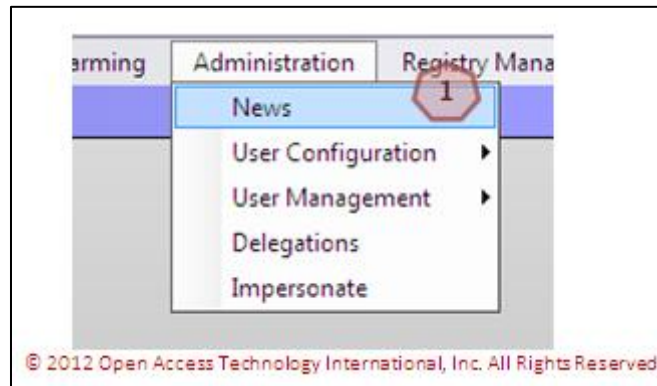 arming Administration Registry Mana
1
News
User Configuration
User Management
Delegations
Impersonate
© 2012 Open Access Technology International, Inc. All Rights Reserved